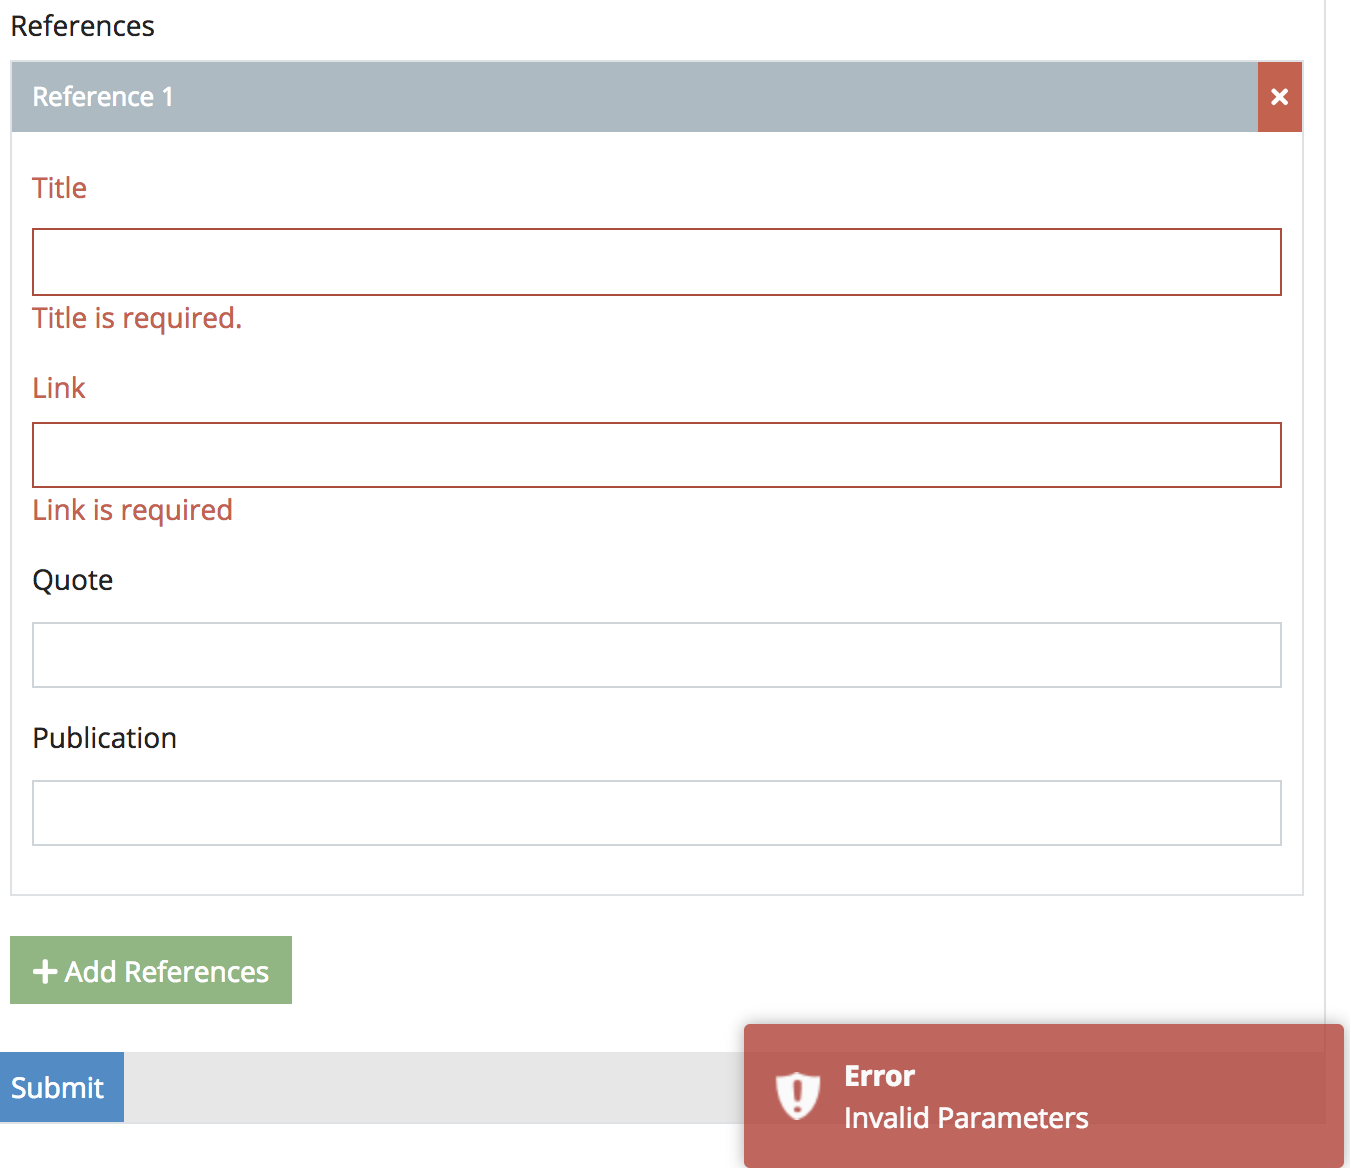 References
Reference 1
Title
Title is required.
Link
Link is required
Quote
Publication
Add References
Submit
Error
Invalid Parameters